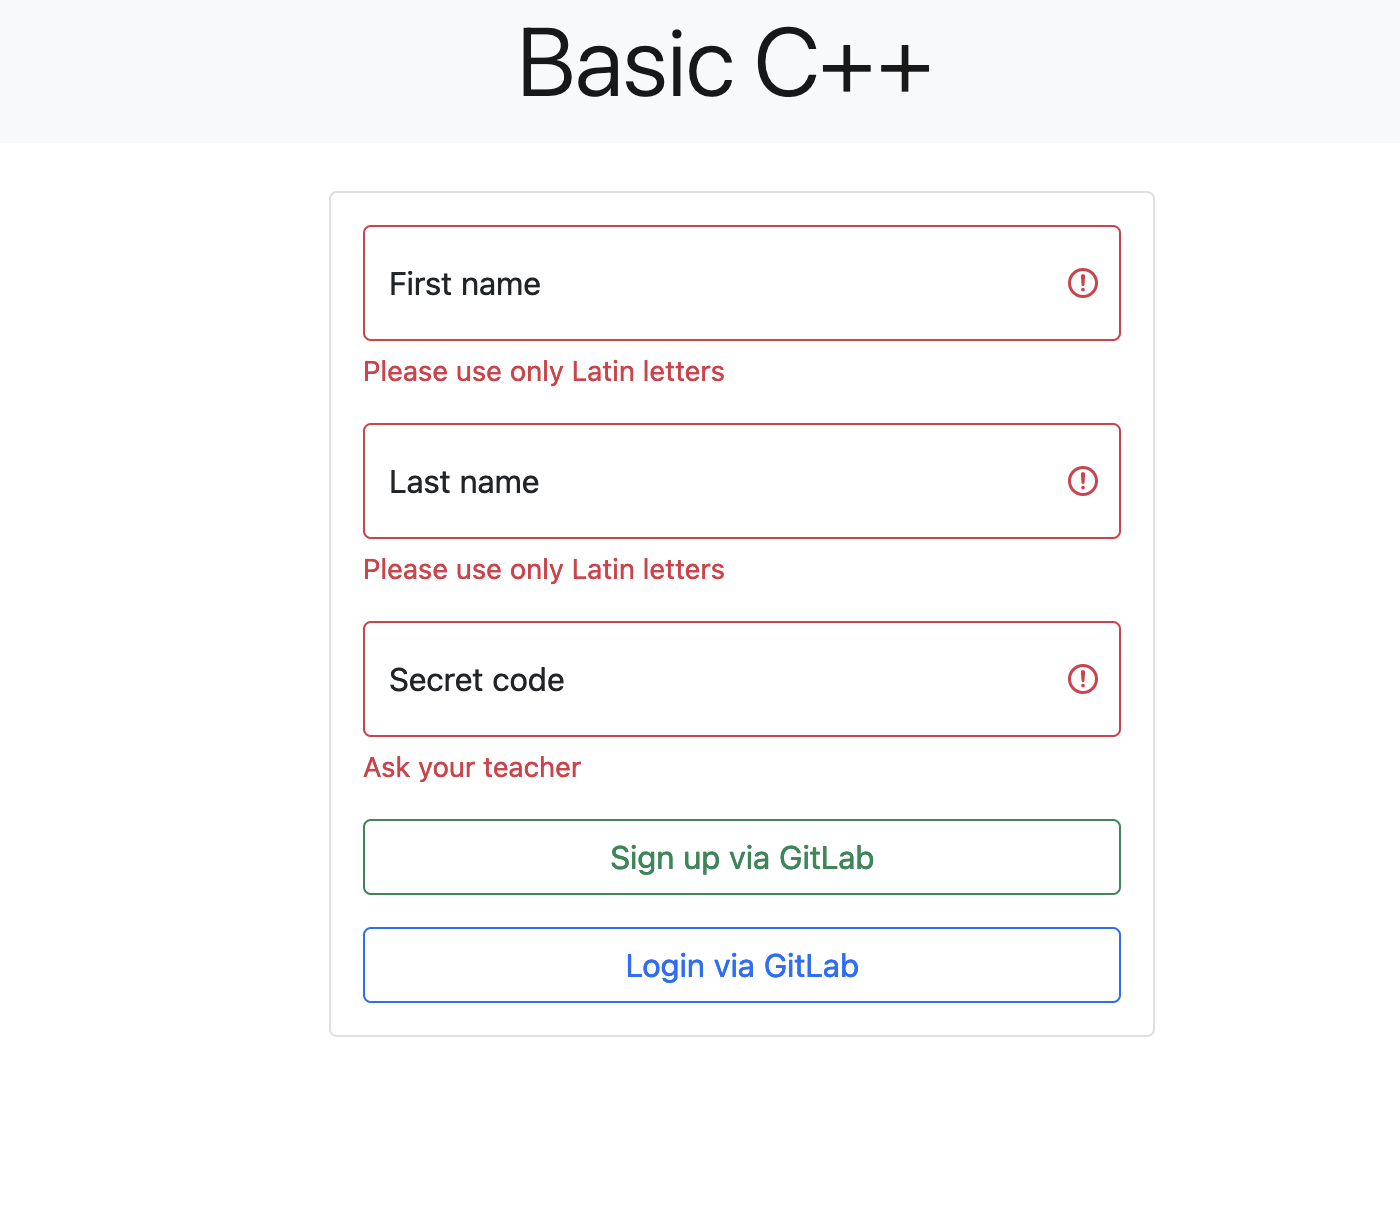 Basic C++
First name
Please use only Latin letters
Last name
Please use only Latin letters
Secret code
Ask your teacher
Sign up via GitLab
Login via GitLab